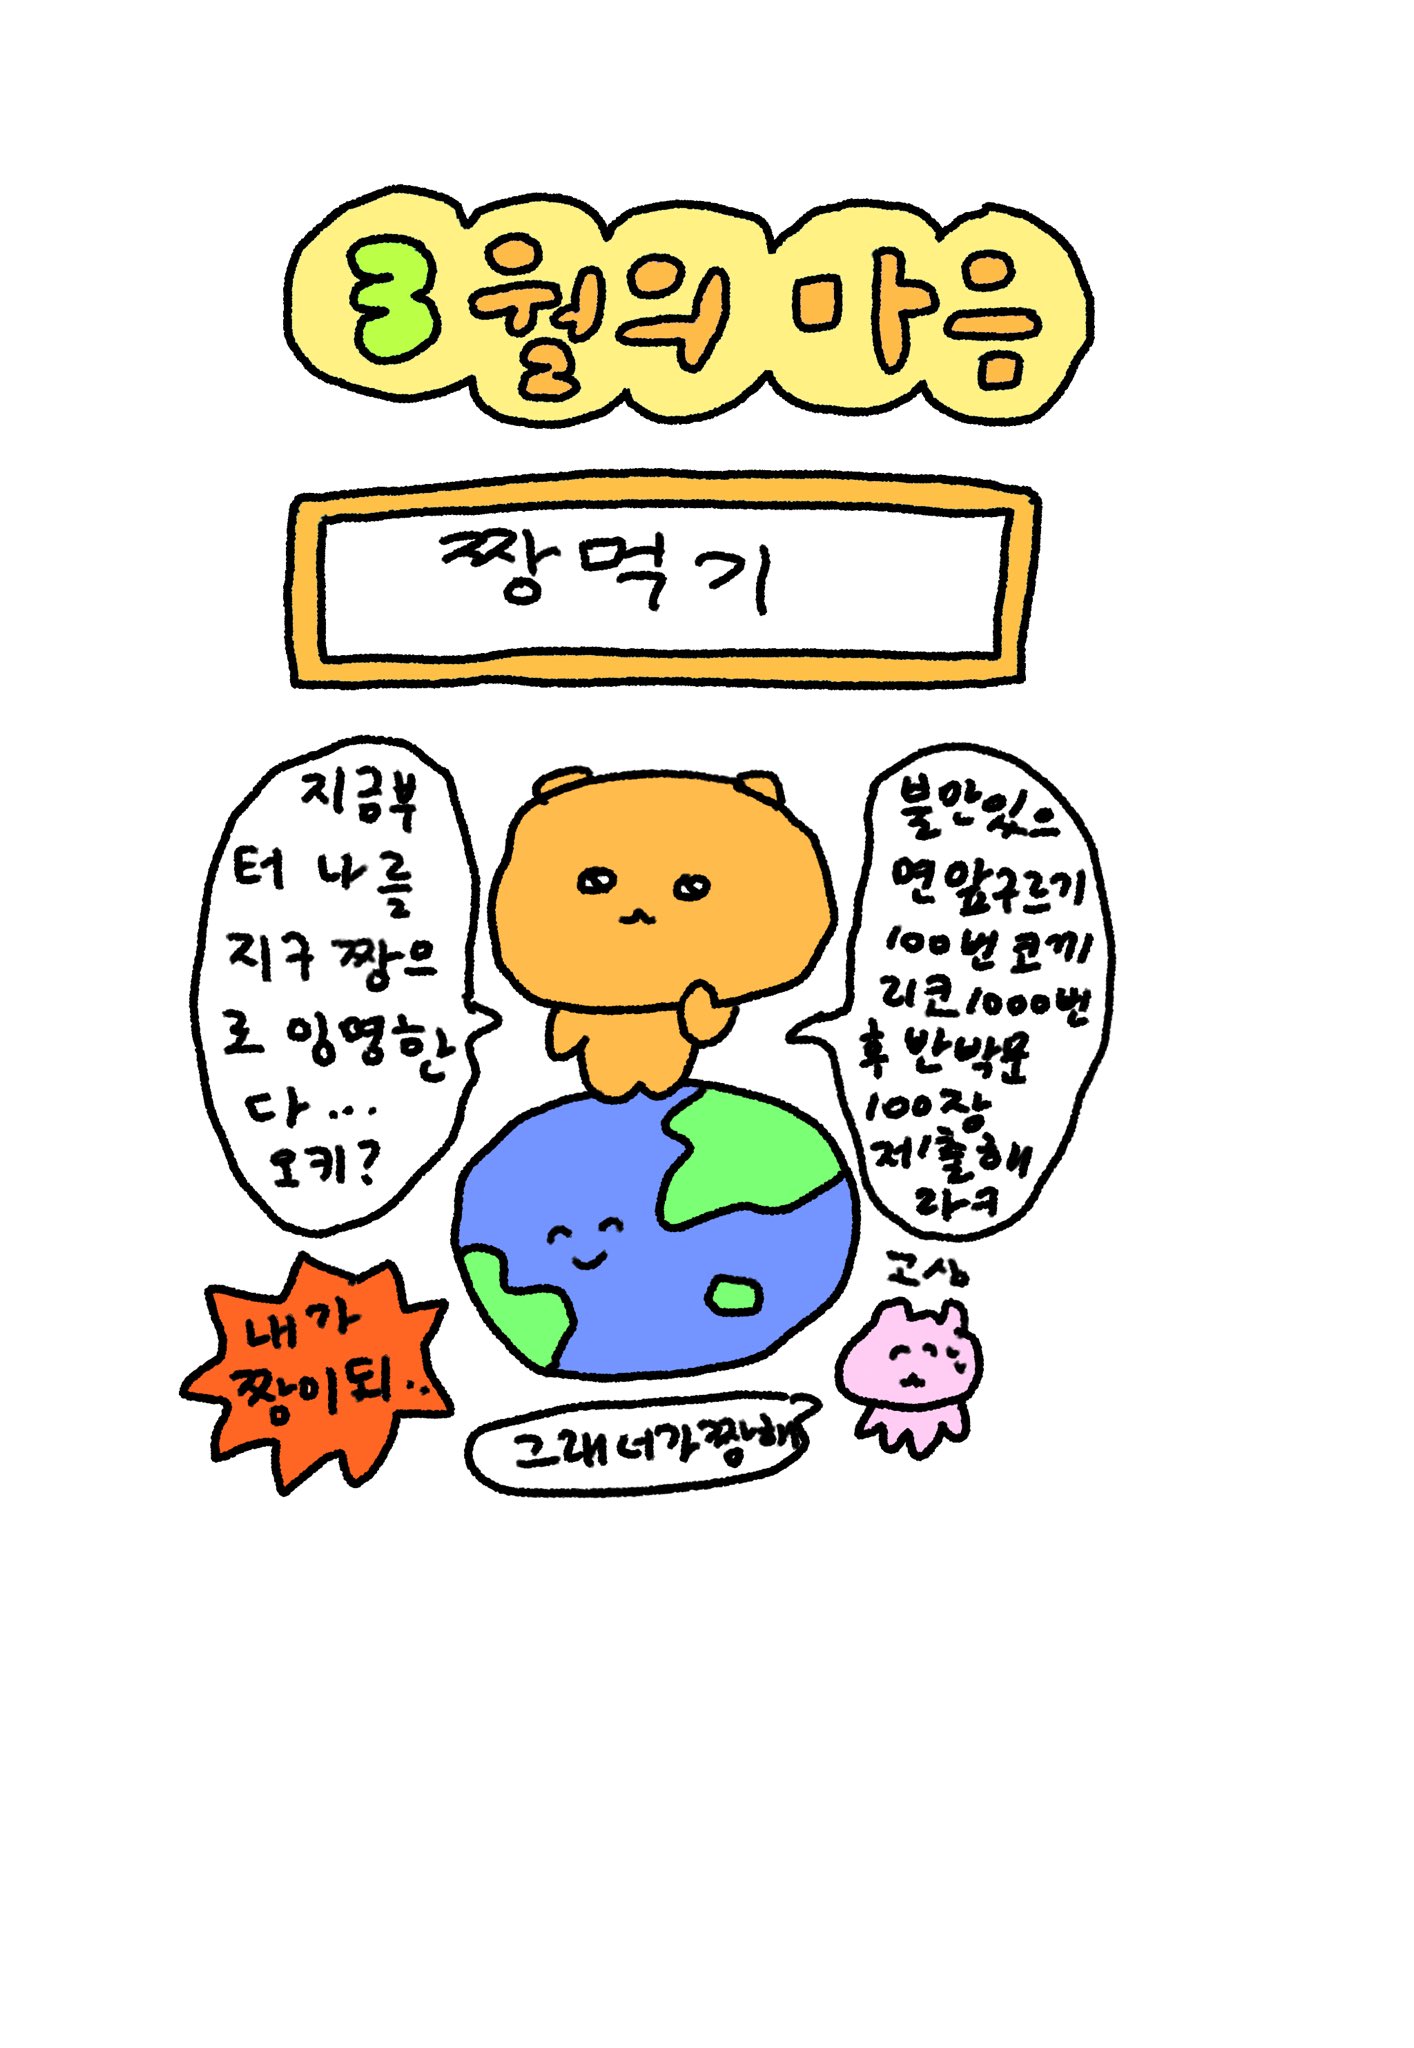 3월의 마음
짱먹기
지금부
터 나를
지구 짱으
로 임명한
다...
오키?
불만있으
면 앞구르기
100번 코끼
리코 1000번
후 반박문
100장
제출해
라ㅋ
내가
짱이되..
고심
그래 너가짱해